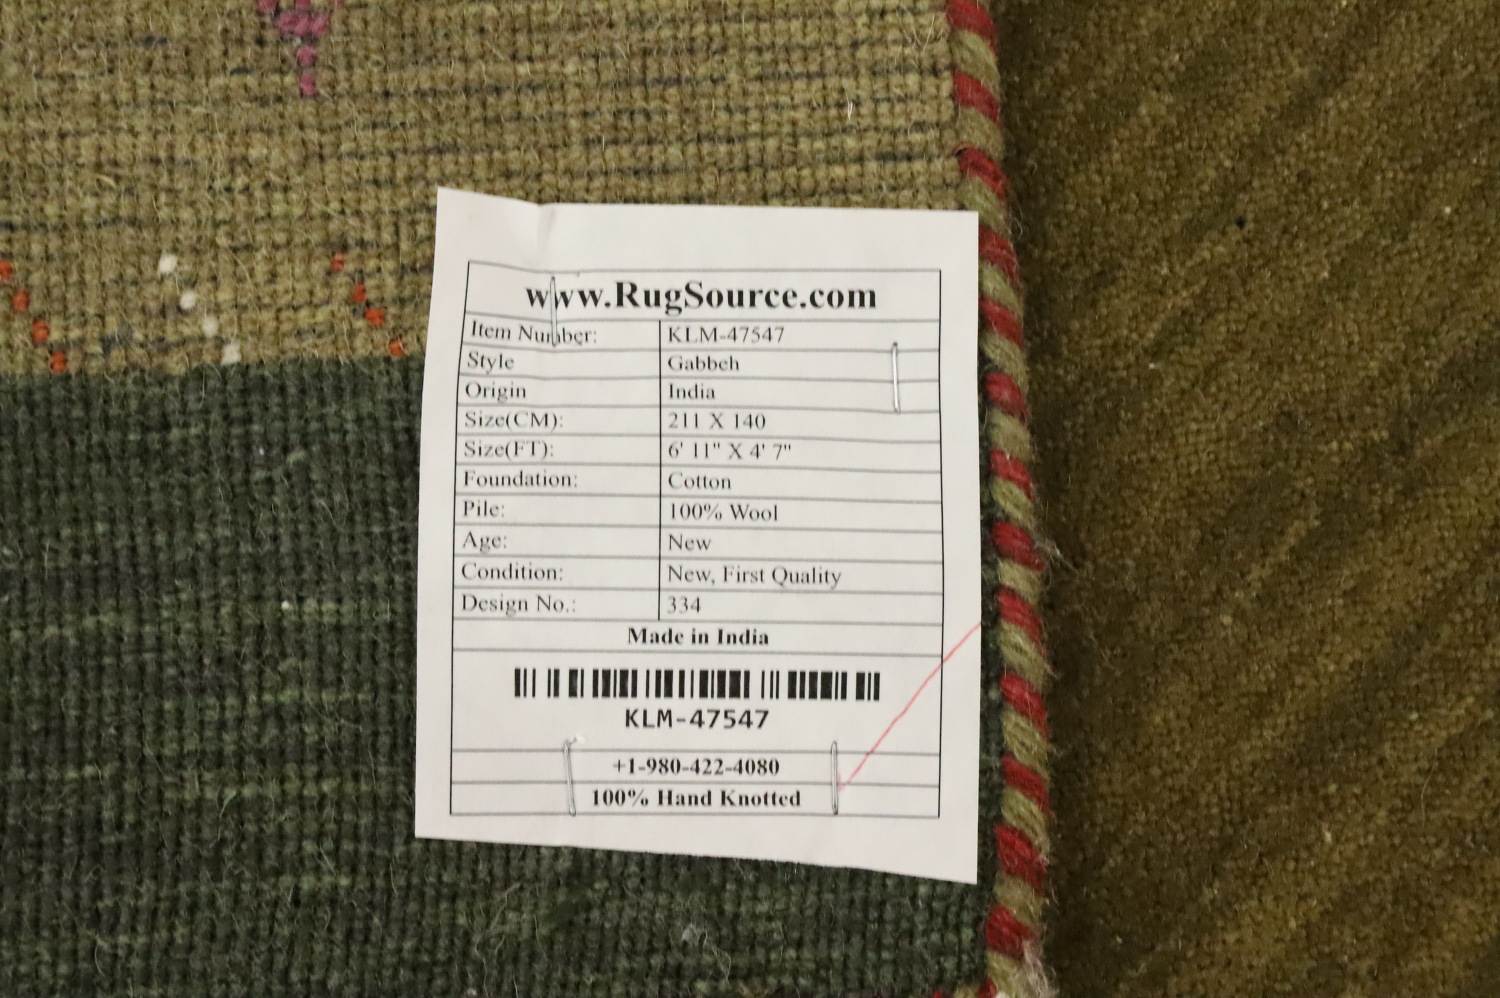 www.RugSource.com
Item Number: KLM-47547
Style Gabbeh
Origin India
Size(CM): 211 X 140
Size(FT): 6' 11" X 4' 7"
Foundation: Cotton
Pile: 100% Wool
Age: New
Condition: New, First Quality
Design No.: 334
Made in India
KLM-47547
+1-980-422-4080
100% Hand Knotted